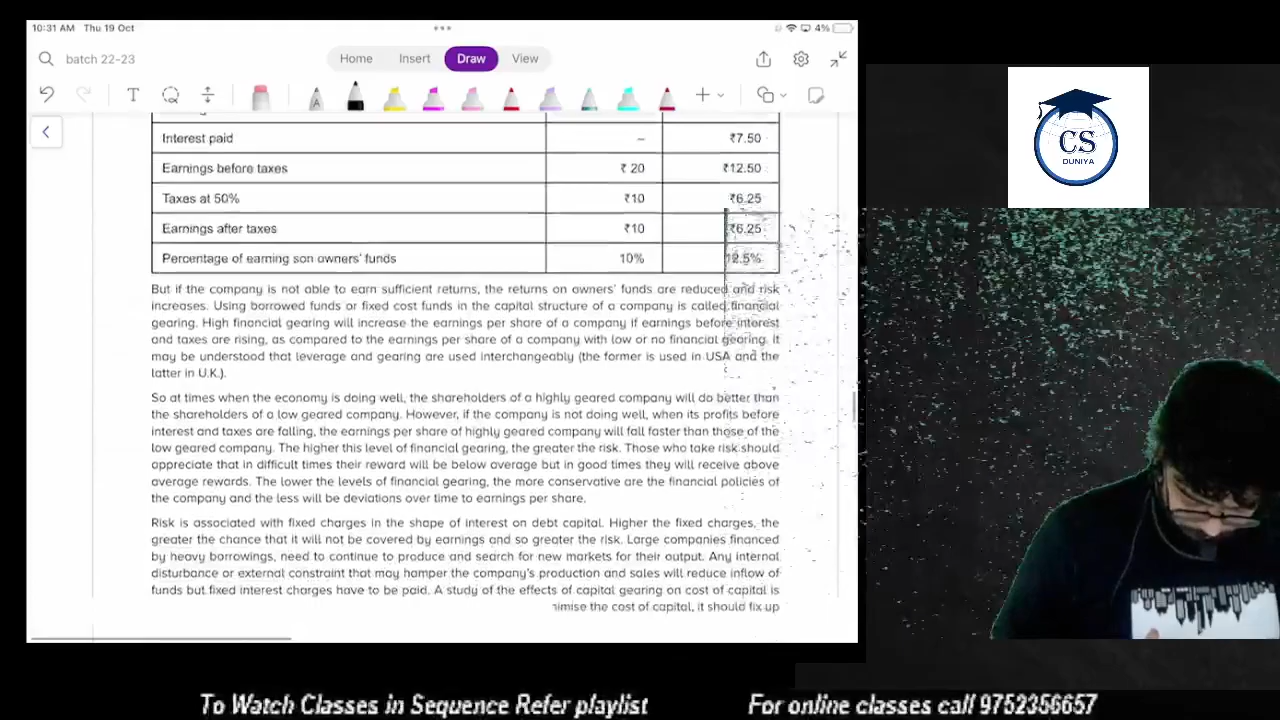 10:31 AM Thu 19 Oct
4%
batch 22-23
Home Insert Draw View
T
A
Interest paid – ₹7.50
Earnings before taxes ₹ 20 ₹12.50
Taxes at 50% ₹10 ₹6.25
Earnings after taxes ₹10 ₹6.25
Percentage of earning son owners' funds 10% 12.5%
But if the company is not able to earn sufficient returns, the returns on owners' funds are reduced and risk
increases. Using borrowed funds or fixed cost funds in the capital structure of a company is called financial
gearing. High financial gearing will increase the earnings per share of a company if earnings before interest
and taxes are rising, as compared to the earnings per share of a company with low or no financial gearing. It
may be understood that leverage and gearing are used interchangeably (the former is used in USA and the
latter in U.K.).
So at times when the economy is doing well, the shareholders of a highly geared company will do better than
the shareholders of a low geared company. However, if the company is not doing well, when its profits before
interest and taxes are falling, the earnings per share of highly geared company will fall faster than those of the
low geared company. The higher this level of financial gearing, the greater the risk. Those who take risk should
appreciate that in difficult times their reward will be below average but in good times they will receive above
average rewards. The lower the levels of financial gearing, the more conservative are the financial policies of
the company and the less will be deviations over time to earnings per share.
Risk is associated with fixed charges in the shape of interest on debt capital. Higher the fixed charges, the
greater the chance that it will not be covered by earnings and so greater the risk. Large companies financed
by heavy borrowings, need to continue to produce and search for new markets for their output. Any internal
disturbance or external constraint that may hamper the company's production and sales will reduce inflow of
funds but fixed interest charges have to be paid. A study of the effects of capital gearing on cost of capital is
the cost of capital, it should fix up
CS
DUNIYA
To Watch Classes in Sequence Refer playlist
For online classes call 9752356657